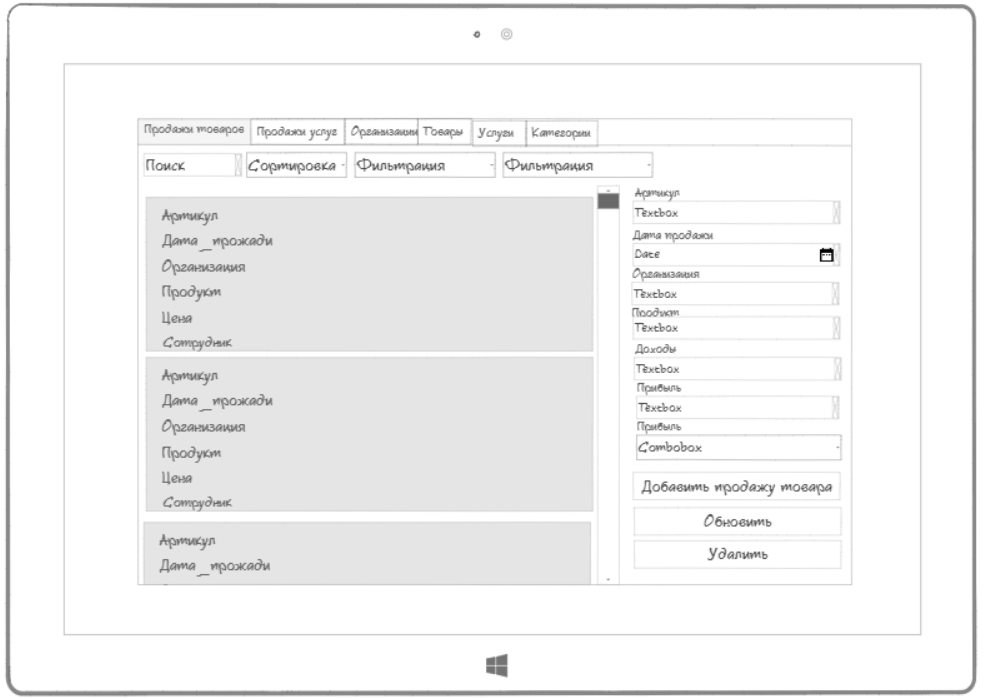 Продажи товаров Продажи услуг Организации Товары Услуги Категории
Поиск Сортировка Фильтрация Фильтрация
Артикул
Дата_прожади
Организация
Продукт
Цена
Сотрудник
Артикул
Дата_прожади
Организация
Продукт
Цена
Сотрудник
Артикул
Дата_прожади
Артикул
Textbox
Дата продажи
Date
Организация
Textbox
Продукт
Textbox
Доходы
Textbox
Прибыль
Textbox
Прибыль
Combobox
Добавить продажу товара
Обновить
Удалить